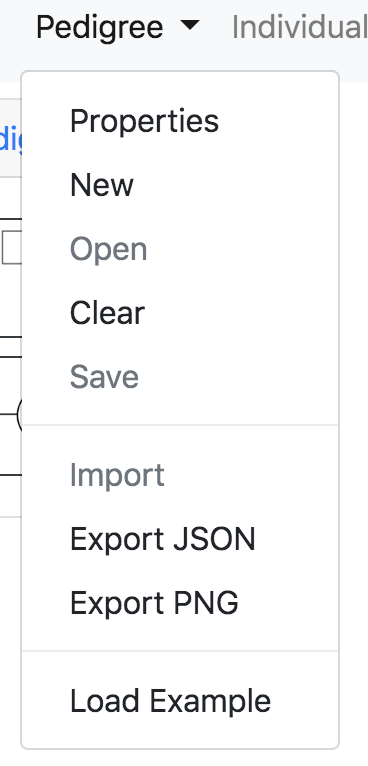 Pedigree Individual
Properties
New
Open
Clear
Save
Import
Export JSON
Export PNG
Load Example